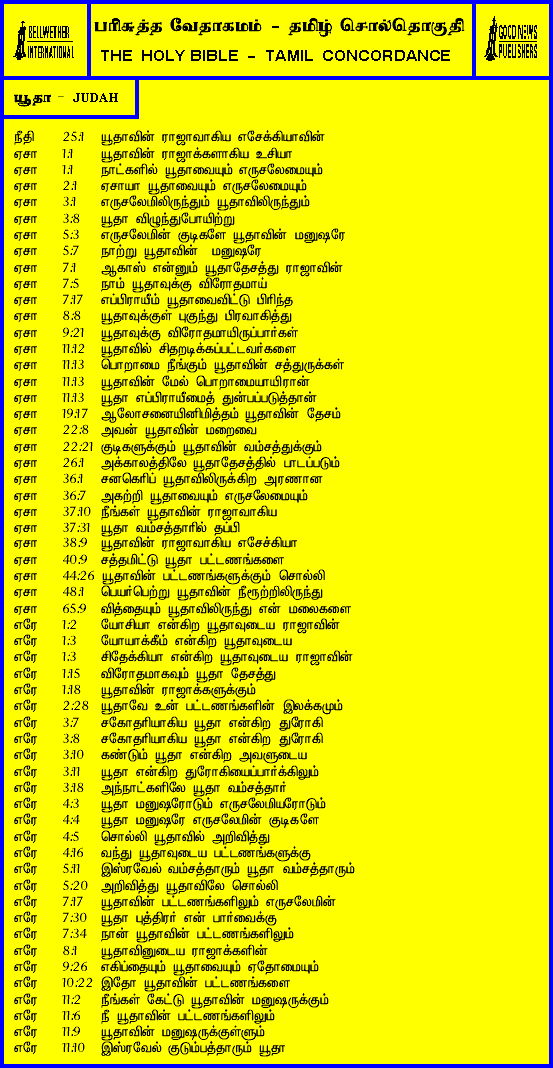 BELLWETHER INTERNATIONAL
பரிசுத்த வேதாகமம் - தமிழ் சொல்தொகுதி
THE HOLY BIBLE - TAMIL CONCORDANCE
GOOD NEWS PUBLISHERS
யூதா - JUDAH
நீதி 25:1 யூதாவின் ராஜாவாகிய எசேக்கியாவின்
ஏசா 1:1 யூதாவின் ராஜாக்களாகிய உசியா
ஏசா 1:1 நாட்களில் யூதாவையும் எருசலேமையும்
ஏசா 2:1 ஏசாயா யூதாவையும் எருசலேமையும்
ஏசா 3:1 எருசலேமிலிருந்தும் யூதாவிலிருந்தும்
ஏசா 3:8 யூதா விழுந்துபோயிற்று
ஏசா 5:3 எருசலேமின் குடிகளே யூதாவின் மனுஷரே
ஏசா 5:7 நாற்று யூதாவின் மனுஷரே
ஏசா 7:1 ஆகாஸ் என்னும் யூதாதேசத்து ராஜாவின்
ஏசா 7:5 நாம் யூதாவுக்கு விரோதமாய்
ஏசா 7:17 எப்பிராயீம் யூதாவைவிட்டு பிரிந்த
ஏசா 8:8 யூதாவுக்குள் புகுந்து பிரவாகித்து
ஏசா 9:21 யூதாவுக்கு விரோதமாயிருப்பார்கள்
ஏசா 11:12 யூதாவில் சிதறடிக்கப்பட்டவர்களை
ஏசா 11:13 பொறாமை நீங்கும் யூதாவின் சத்துருக்கள்
ஏசா 11:13 யூதாவின் மேல் பொறாமையாயிரான்
ஏசா 11:13 யூதா எப்பிராயீமைத் துன்பப்படுத்தான்
ஏசா 19:17 ஆலோசனையினிமித்தம் யூதாவின் தேசம்
ஏசா 22:8 அவன் யூதாவின் மறைவை
ஏசா 22:21 குடிகளுக்கும் யூதாவின் வம்சத்துக்கும்
ஏசா 26:1 அக்காலத்திலே யூதாதேசத்தில் பாடப்படும்
ஏசா 36:1 சனகெரிப் யூதாவிலிருக்கிற அரணான
ஏசா 36:7 அகற்றி யூதாவையும் எருசலேமையும்
ஏசா 37:10 நீங்கள் யூதாவின் ராஜாவாகிய
ஏசா 37:31 யூதா வம்சத்தாரில் தப்பி
ஏசா 38:9 யூதாவின் ராஜாவாகிய எசேச்கியா
ஏசா 40:9 சத்தமிட்டு யூதா பட்டணங்களை
ஏசா 44:26 யூதாவின் பட்டணங்களுக்கும் சொல்லி
ஏசா 48:1 பெயர்பெற்று யூதாவின் நீரூற்றிலிருந்து
ஏசா 65:9 வித்தையும் யூதாவிலிருந்து என் மலைகளை
எரே 1:2 யோசியா என்கிற யூதாவுடைய ராஜாவின்
எரே 1:3 யோயாக்கீம் என்கிற யூதாவுடைய
எரே 1:3 சிதேக்கியா என்கிற யூதாவுடைய ராஜாவின்
எரே 1:15 விரோதமாகவும் யூதா தேசத்து
எரே 1:18 யூதாவின் ராஜாக்களுக்கும்
எரே 2:28 யூதாவே உன் பட்டணங்களின் இலக்கமும்
எரே 3:7 சகோதரியாகிய யூதா என்கிற துரோகி
எரே 3:8 சகோதரியாகிய யூதா என்கிற துரோகி
எரே 3:10 கண்டும் யூதா என்கிற அவளுடைய
எரே 3:11 யூதா என்கிற துரோகியைப்பார்க்கிலும்
எரே 3:18 அந்நாட்களிலே யூதா வம்சத்தார்
எரே 4:3 யூதா மனுஷரோடும் எருசலேமியரோடும்
எரே 4:4 யூதா மனுஷரே எருசலேமின் குடிகளே
எரே 4:5 சொல்லி யூதாவில் அறிவித்து
எரே 4:16 வந்து யூதாவுடைய பட்டணங்களுக்கு
எரே 5:11 இஸ்ரவேல் வம்சத்தாரும் யூதா வம்சத்தாரும்
எரே 5:20 அறிவித்து யூதாவிலே சொல்லி
எரே 7:17 யூதாவின் பட்டணங்களிலும் எருசலேமின்
எரே 7:30 யூதா புத்திரர் என் பார்வைக்கு
எரே 7:34 நான் யூதாவின் பட்டணங்களிலும்
எரே 8:1 யூதாவினுடைய ராஜாக்களின்
எரே 9:26 எகிப்தையும் யூதாவையும் ஏதோமையும்
எரே 10:22 இதோ யூதாவின் பட்டணங்களை
எரே 11:2 நீங்கள் கேட்டு யூதாவின் மனுஷருக்கும்
எரே 11:6 நீ யூதாவின் பட்டணங்களிலும்
எரே 11:9 யூதாவின் மனுஷருக்குள்ளும்
எரே 11:10 இஸ்ரவேல் குடும்பத்தாரும் யூதா